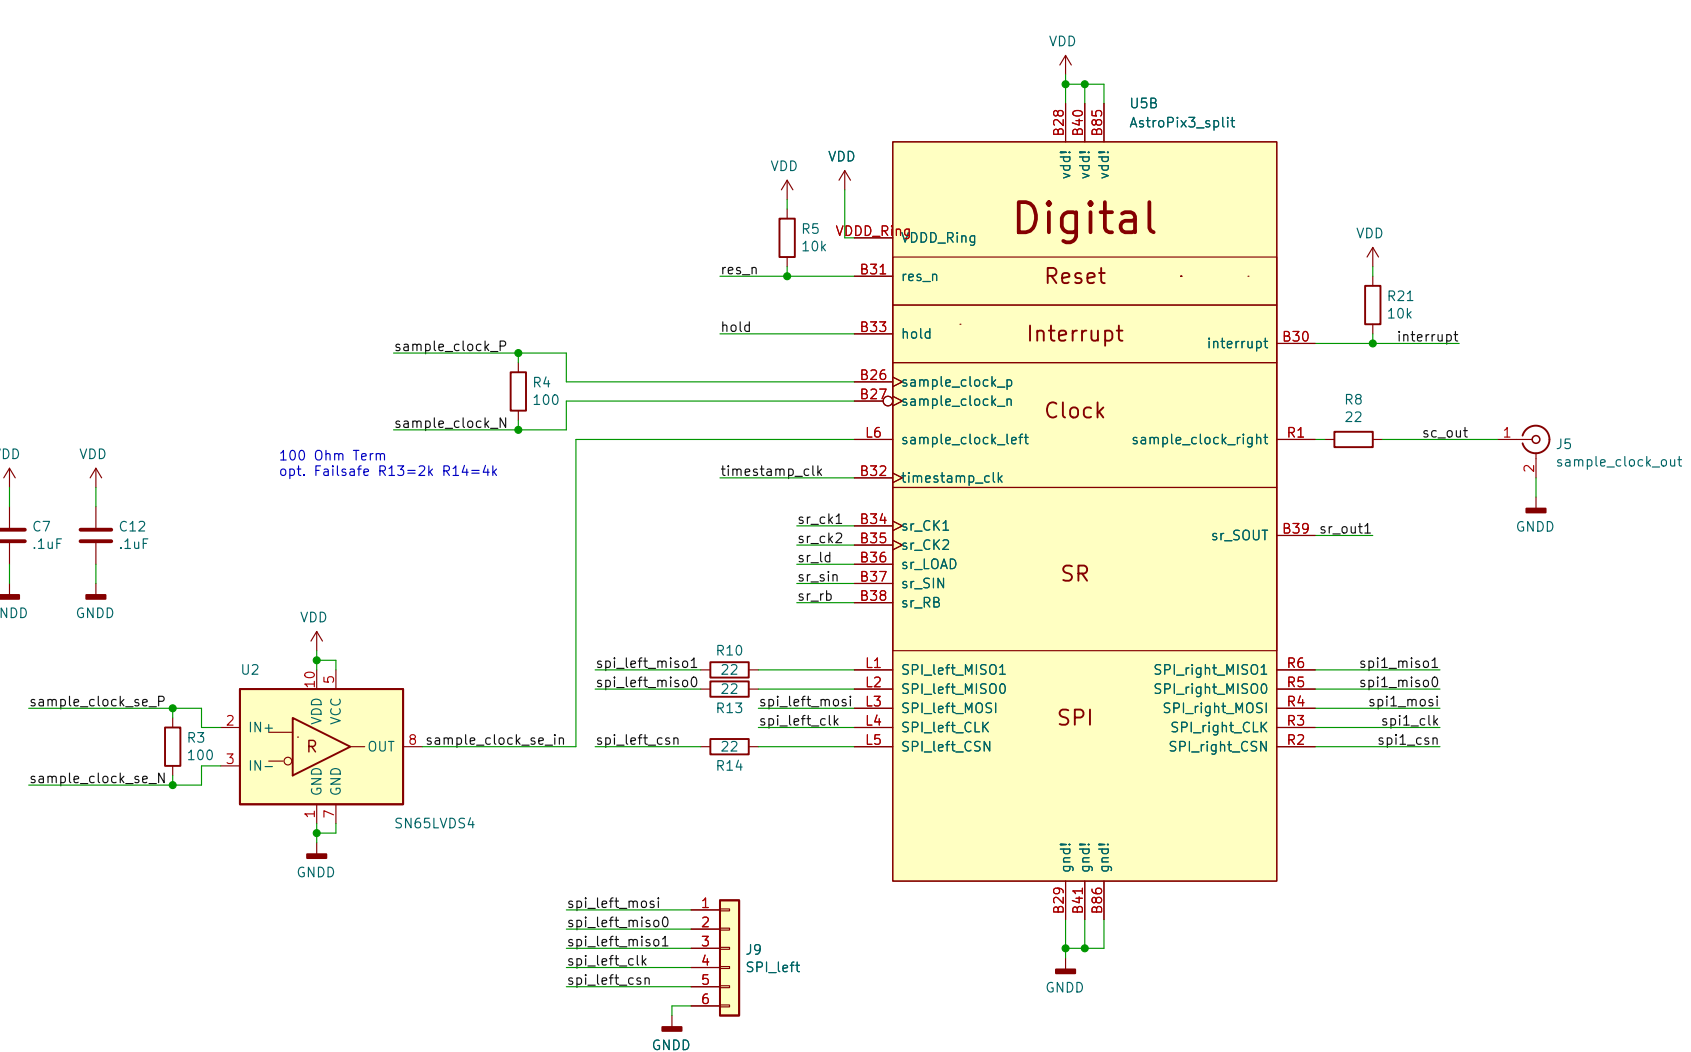 VDD
U5B
AstroPix3_split
B28
B40
B85
vdd!
vdd!
vdd!
VDD
VDD
R5
10k
VDDD_Ring
VDDD_Ring
Digital
VDD
res_n
B31
res_n
Reset
R21
10k
hold
B33
hold
Interrupt
interrupt
B30
interrupt
sample_clock_P
R4
100
sample_clock_N
B26
sample_clock_p
B27
sample_clock_n
Clock
L6
sample_clock_left
sample_clock_right
R1
R8
22
sc_out
1
2
J5
sample_clock_out
GNDD
100 Ohm Term
opt. Failsafe R13=2k R14=4k
timestamp_clk
B32
timestamp_clk
VDD
C7
.1uF
GNDD
VDD
C12
.1uF
GNDD
sr_ck1
B34
sr_CK1
sr_ck2
B35
sr_CK2
sr_ld
B36
sr_LOAD
sr_sin
B37
sr_SIN
sr_rb
B38
sr_RB
SR
sr_SOUT
B39
sr_out1
VDD
U2
10
5
VDD
VCC
sample_clock_se_P
2
IN+
R3
100
R
OUT
8
sample_clock_se_in
3
IN-
sample_clock_se_N
GND
GND
1
7
SN65LVDS4
GNDD
R10
spi_left_miso1
22
L1
SPI_left_MISO1
spi_left_miso0
22
L2
SPI_left_MISO0
R13
spi_left_mosi
L3
SPI_left_MOSI
spi_left_clk
L4
SPI_left_CLK
spi_left_csn
22
L5
SPI_left_CSN
R14
SPI
SPI_right_MISO1
R6
spi1_miso1
SPI_right_MISO0
R5
spi1_miso0
SPI_right_MOSI
R4
spi1_mosi
SPI_right_CLK
R3
spi1_clk
SPI_right_CSN
R2
spi1_csn
gnd!
gnd!
gnd!
B29
B41
B86
GNDD
spi_left_mosi
1
spi_left_miso0
2
spi_left_miso1
3
spi_left_clk
4
spi_left_csn
5
6
J9
SPI_left
GNDD